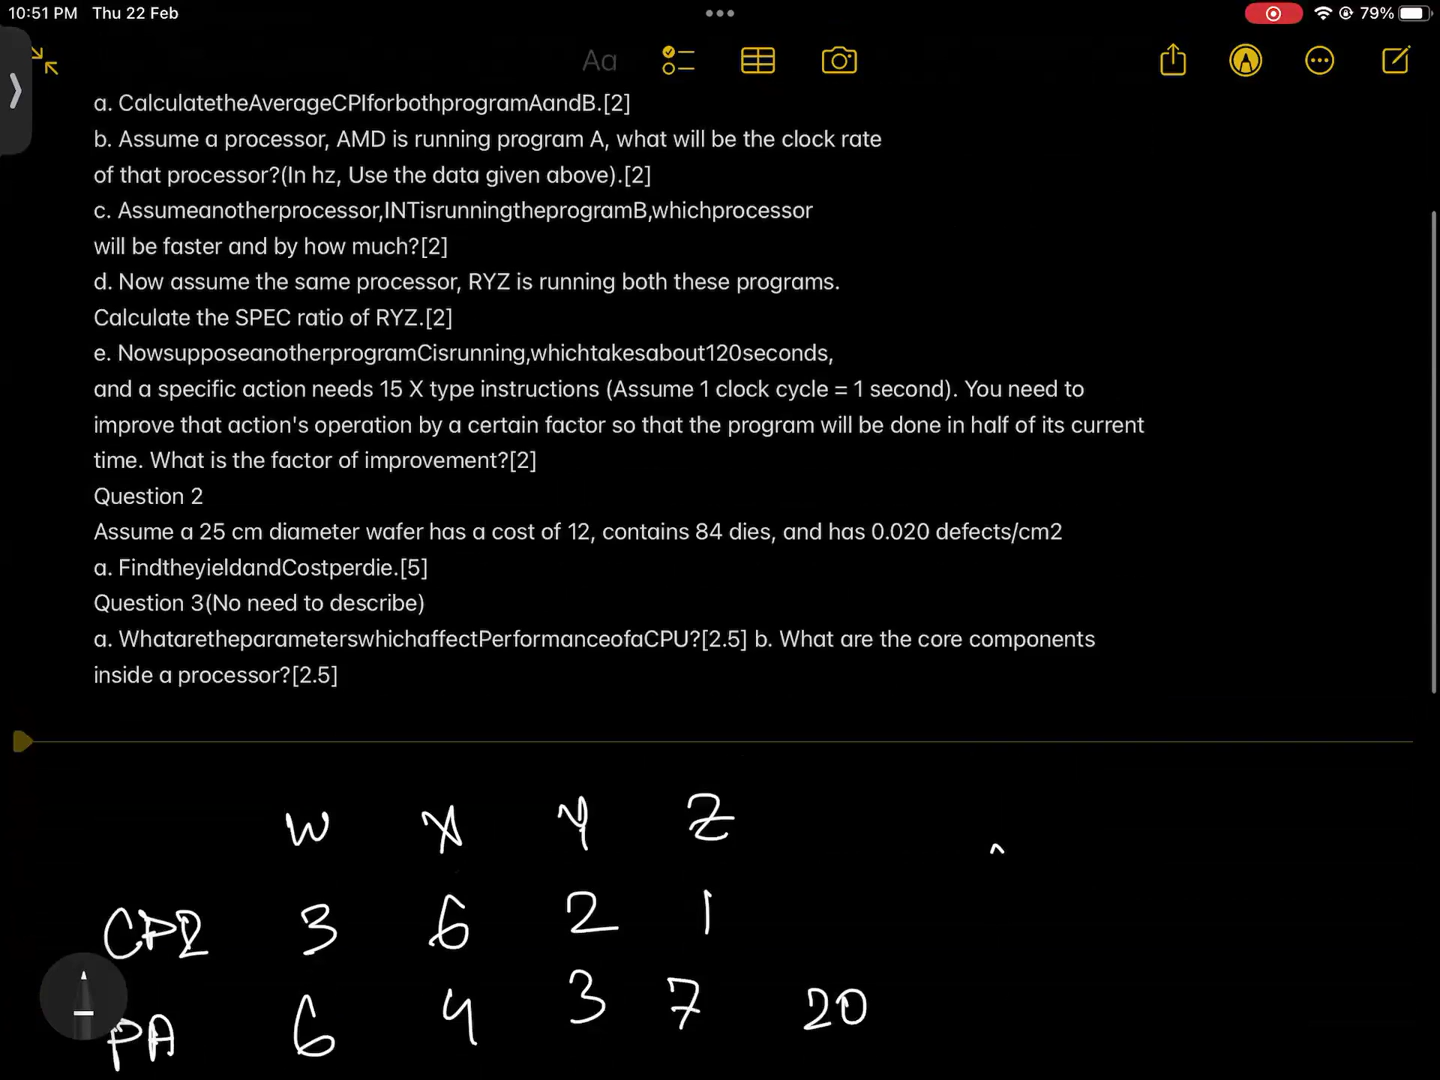 10:51 PM Thu 22 Feb 79%
Aa
a. CalculatetheAverageCPIforbothprogramAandB.[2]
b. Assume a processor, AMD is running program A, what will be the clock rate
of that processor?(In hz, Use the data given above).[2]
c. Assumeanotherprocessor,INTisrunningtheprogramB,whichprocessor
will be faster and by how much?[2]
d. Now assume the same processor, RYZ is running both these programs.
Calculate the SPEC ratio of RYZ.[2]
e. NowsupposeanotherprogramCisrunning,whichtakesabout120seconds,
and a specific action needs 15 X type instructions (Assume 1 clock cycle = 1 second). You need to
improve that action's operation by a certain factor so that the program will be done in half of its current
time. What is the factor of improvement?[2]
Question 2
Assume a 25 cm diameter wafer has a cost of 12, contains 84 dies, and has 0.020 defects/cm2
a. FindtheyieldandCostperdie.[5]
Question 3(No need to describe)
a. WhataretheparameterswhichaffectPerformanceofaCPU?[2.5] b. What are the core components
inside a processor?[2.5]
W X Y Z
CPI 3 6 2 1
PA 6 4 3 7 20